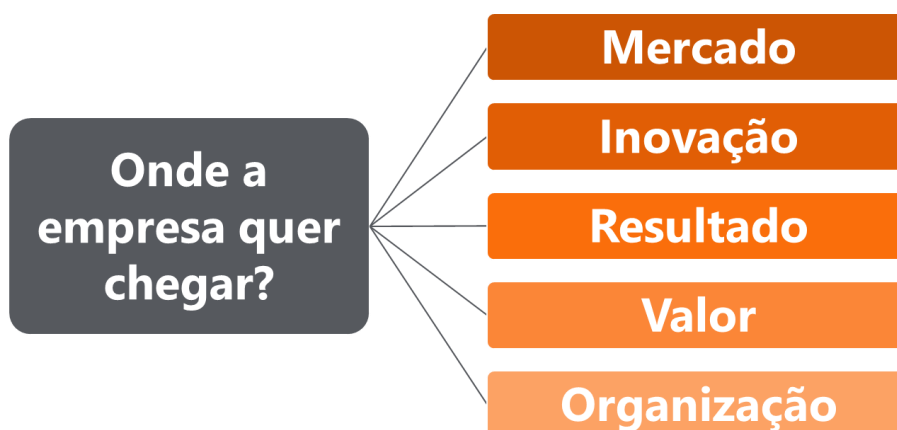 Onde a
empresa quer
chegar?
Mercado
Inovação
Resultado
Valor
Organização